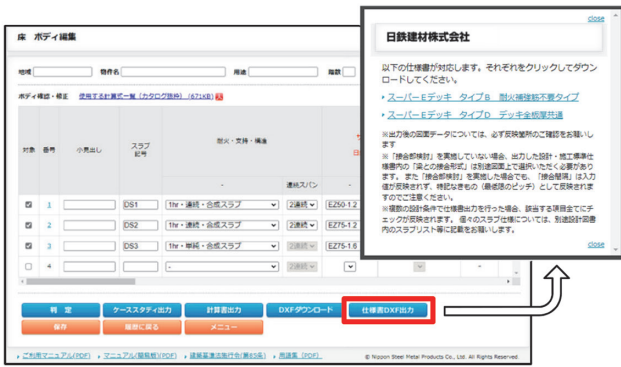 床 ボディ編集
地域
物件名
用途
階数
ボディ確認・修正 使用する計算式一覧（カタログ抜粋）(671KB)
対象 番号 小見出し スラブ記号 耐火・支持・構造
- 連続スパン -
1 DS1 1hr・連続・合成スラブ 2連続 EZ50-1.2
2 DS2 1hr・連続・合成スラブ 2連続 EZ75-1.2
3 DS3 1hr・単純・合成スラブ 2連続 EZ75-1.6
4 - 2連続 -
判 定 ケーススタディ出力 計算書出力 DXFダウンロード 仕様書DXF出力
保存 履歴に戻る メニュー
ご利用マニュアル(PDF) マニュアル(簡易版)(PDF) 建築基準法施行令(第85条) 用語集 (PDF)
© Nippon Steel Metal Products Co., Ltd. All Rights Reserved.
close
日鉄建材株式会社
以下の仕様書が対応します。それぞれをクリックしてダウン
ロードしてください。
スーパーＥデッキ タイプＢ 耐火補強筋不要タイプ
スーパーＥデッキ タイプＤ デッキ全板厚共通
※出力後の図面データについては、必ず反映箇所のご確認をお願いし
ます
※「接合部検討」を実施していない場合、出力した設計・施工標準仕
様書内の「梁との接合形式」は別途図面上で選択いただく必要があり
ます。また「接合部検討」を実施した場合でも、「接合間隔」は入力
値が反映されず、特記なきもの（最低限のピッチ）として反映されま
すのでご注意ください。
※複数の設計条件で仕様書出力を行った場合、該当する項目全てにチ
ェックが反映されます。 個々のスラブ仕様については、別途設計図書
内のスラブリスト等に記載をお願いします。
close